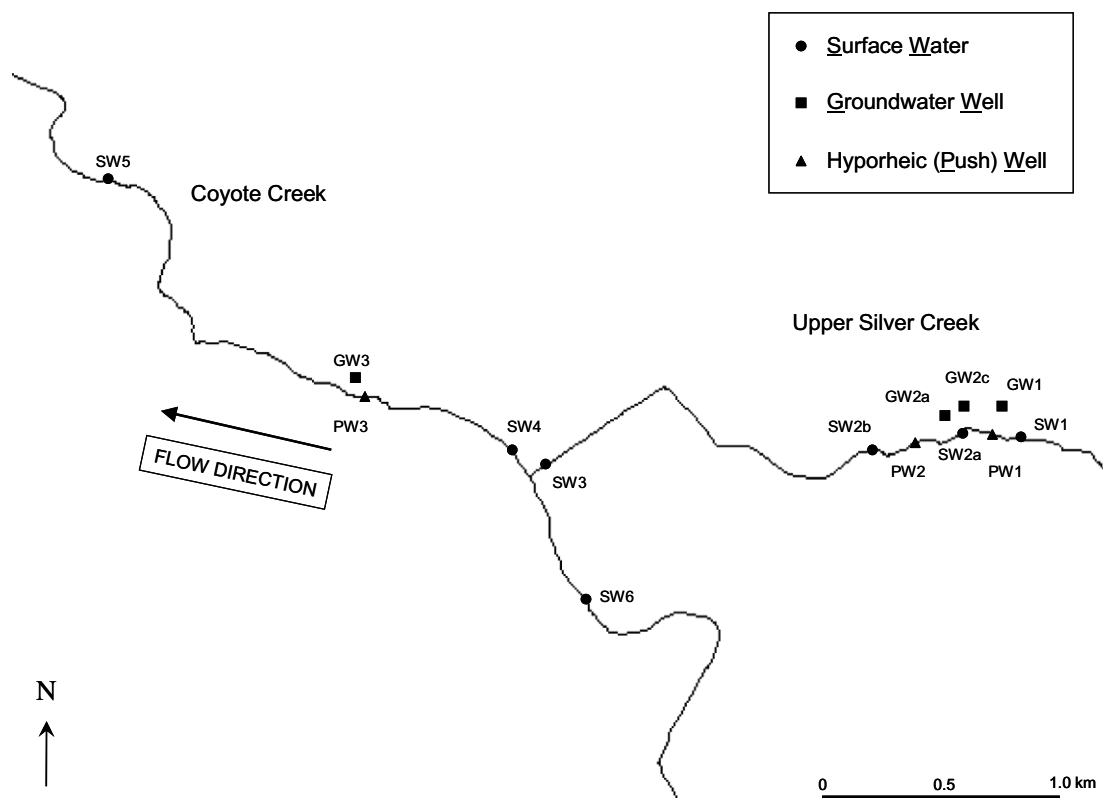 Surface Water
Groundwater Well
Hyporheic (Push) Well
SW5
Coyote Creek
Upper Silver Creek
GW3
GW2c
GW1
GW2a
PW3
SW4
SW2b
SW1
SW2a
FLOW DIRECTION
SW3
PW2
PW1
SW6
N
0
0.5
1.0 km